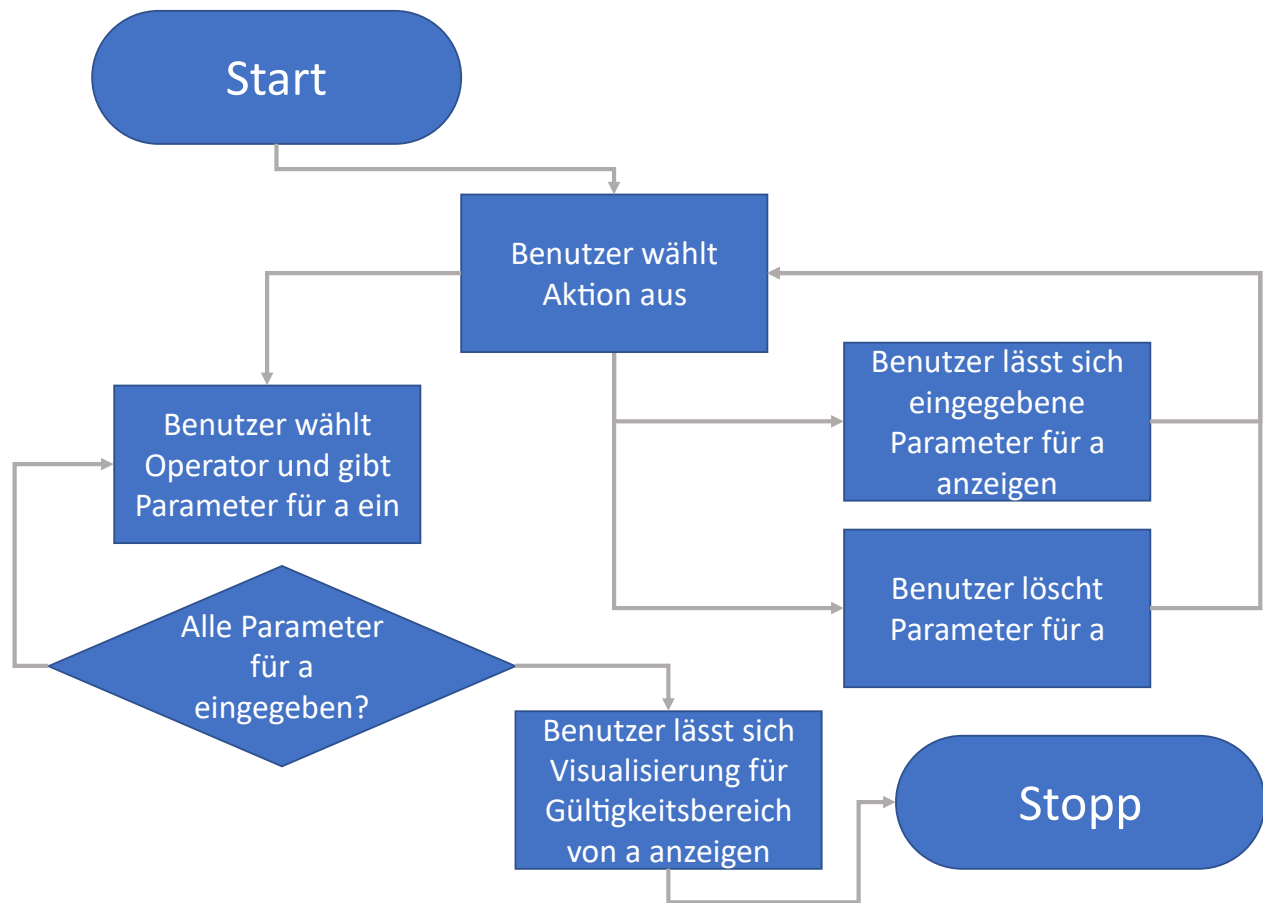 Start
Benutzer wählt
Aktion aus
Benutzer lässt sich
eingegebene
Parameter für a
anzeigen
Benutzer wählt
Operator und gibt
Parameter für a ein
Benutzer löscht
Parameter für a
Alle Parameter
für a
eingegeben?
Benutzer lässt sich
Visualisierung für
Gültigkeitsbereich
von a anzeigen
Stopp